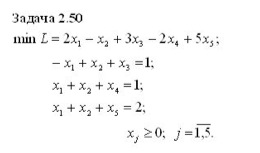 Задача 2.50
min L = 2x₁ − x₂ + 3x₃ − 2x₄ + 5x₅;
− x₁ + x₂ + x₃ = 1;
x₁ + x₂ + x₄ = 1;
x₁ + x₂ + x₅ = 2;
xⱼ ≥ 0; j = 1,5.